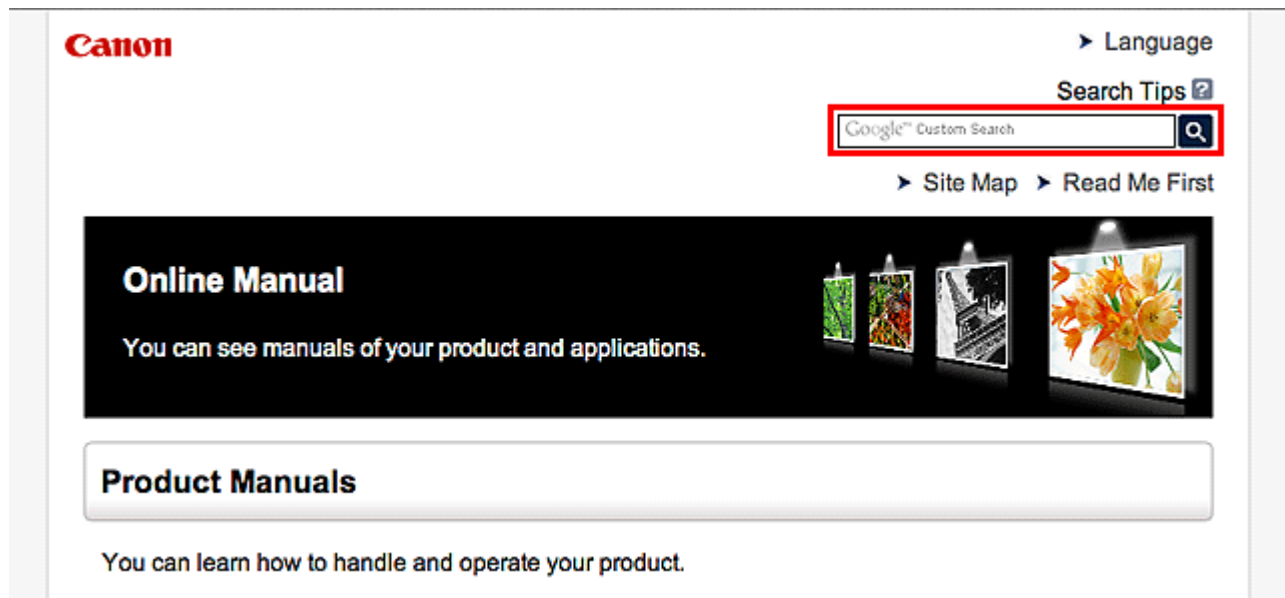 Canon
Language
Search Tips ?
Google™ Custom Search
Site Map Read Me First
Online Manual
You can see manuals of your product and applications.
Product Manuals
You can learn how to handle and operate your product.